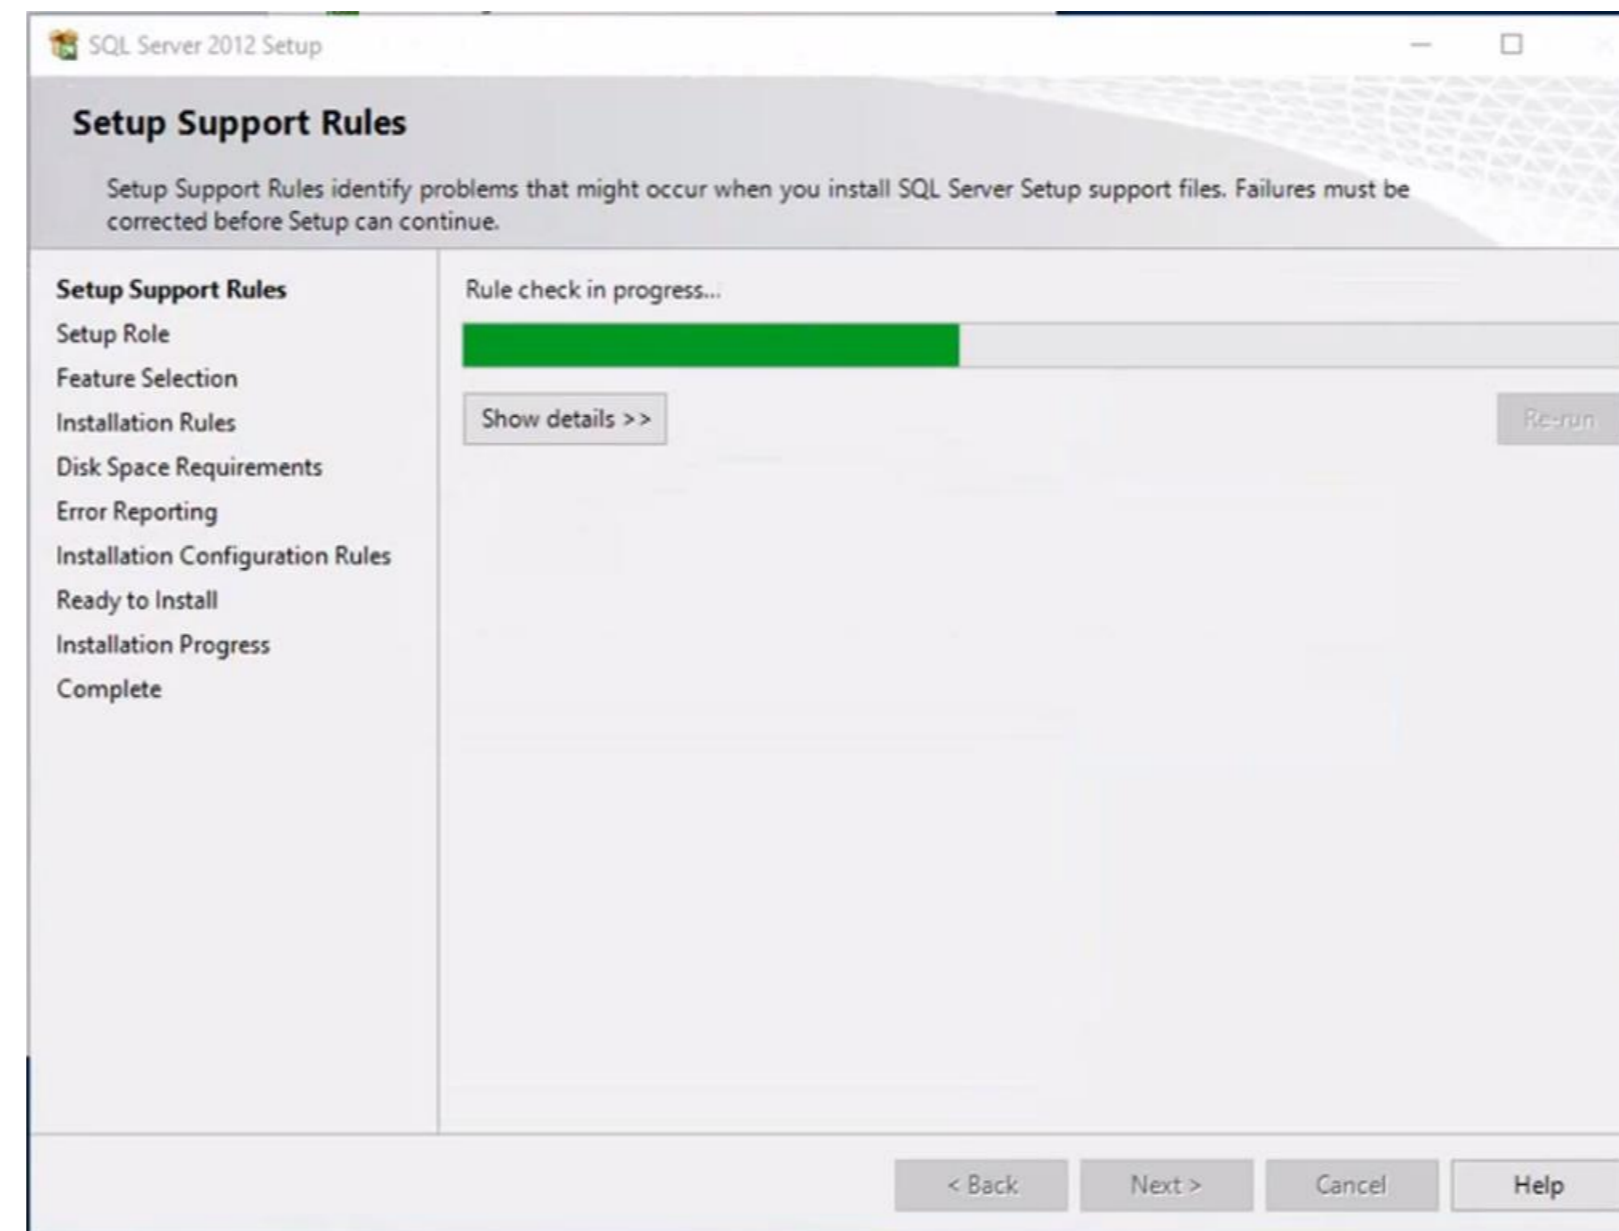 SQL Server 2012 Setup
Setup Support Rules
Setup Support Rules identify problems that might occur when you install SQL Server Setup support files. Failures must be
corrected before Setup can continue.
Setup Support Rules
Setup Role
Feature Selection
Installation Rules
Disk Space Requirements
Error Reporting
Installation Configuration Rules
Ready to Install
Installation Progress
Complete
Rule check in progress...
Show details >>
Re-run
< Back
Next >
Cancel
Help